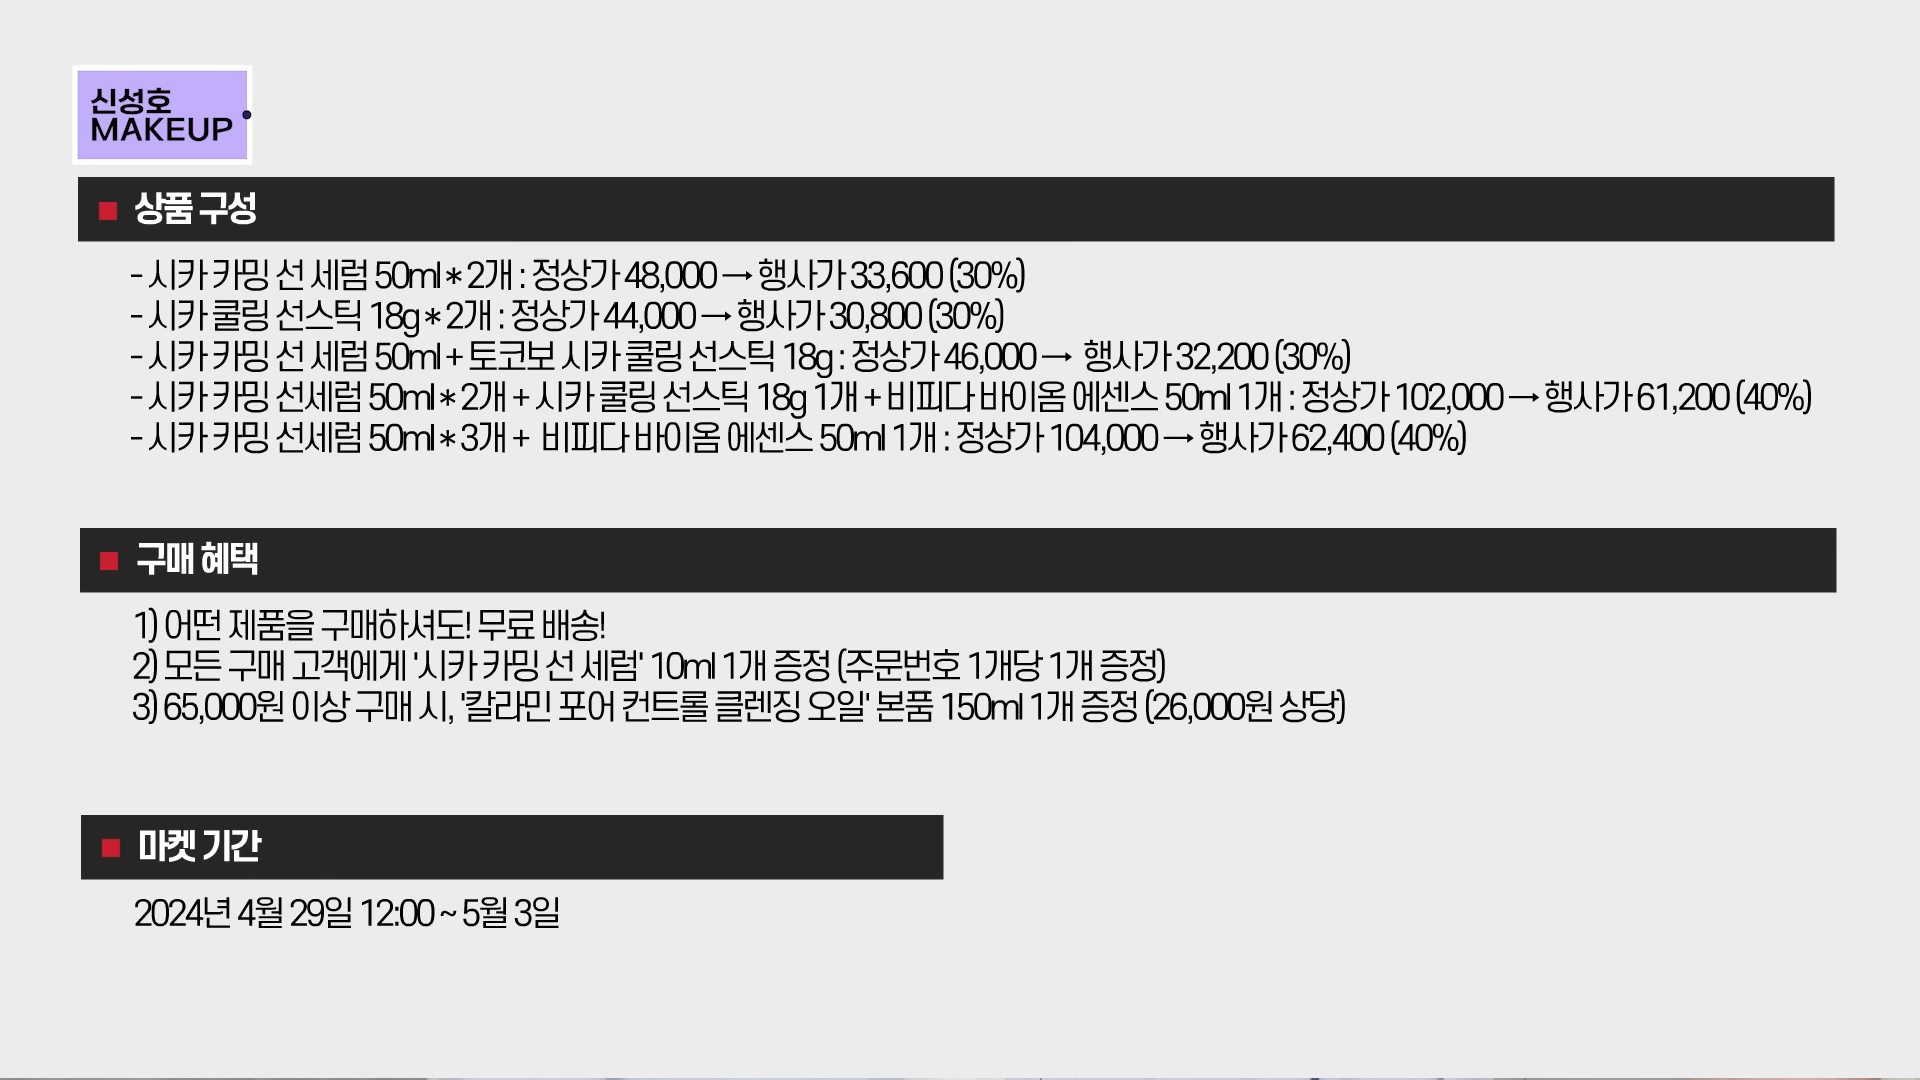 신성호
MAKEUP
상품 구성
- 시카 카밍 선 세럼 50ml*2개 : 정상가 48,000 → 행사가 33,600 (30%)
- 시카 쿨링 선스틱 18g*2개 : 정상가 44,000 → 행사가 30,800 (30%)
- 시카 카밍 선 세럼 50ml + 토코보 시카 쿨링 선스틱 18g : 정상가 46,000 → 행사가 32,200 (30%)
- 시카 카밍 선세럼 50ml*2개 + 시카 쿨링 선스틱 18g 1개 + 비피다 바이옴 에센스 50ml 1개 : 정상가 102,000 → 행사가 61,200 (40%)
- 시카 카밍 선세럼 50ml*3개 + 비피다 바이옴 에센스 50ml 1개 : 정상가 104,000 → 행사가 62,400 (40%)
구매 혜택
1) 어떤 제품을 구매하셔도! 무료 배송!
2) 모든 구매 고객에게 '시카 카밍 선 세럼' 10ml 1개 증정 (주문번호 1개당 1개 증정)
3) 65,000원 이상 구매 시, '칼라민 포어 컨트롤 클렌징 오일' 본품 150ml 1개 증정 (26,000원 상당)
마켓 기간
2024년 4월 29일 12:00 ~ 5월 3일